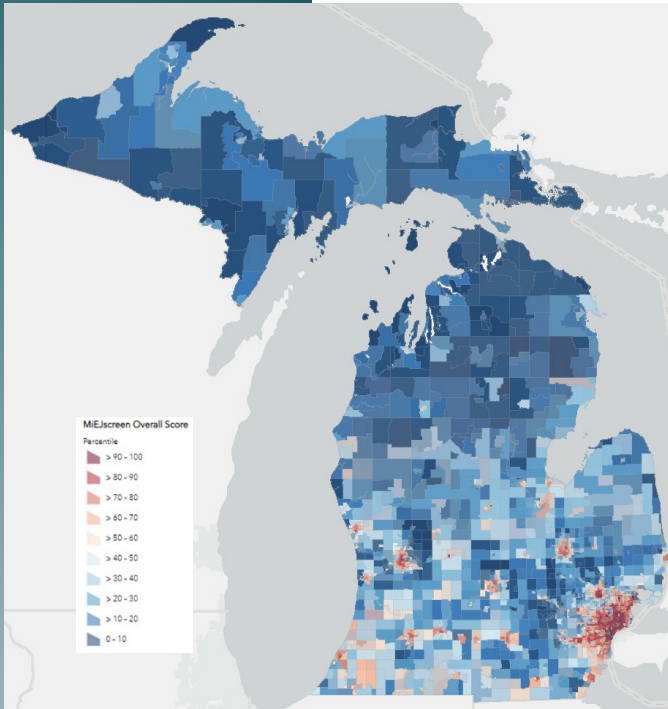 MiEJscreen Overall Score
Percentile
> 90 - 100
> 80 - 90
> 70 - 80
> 60 - 70
> 50 - 60
> 40 - 50
> 30 - 40
> 20 - 30
> 10 - 20
0 - 10